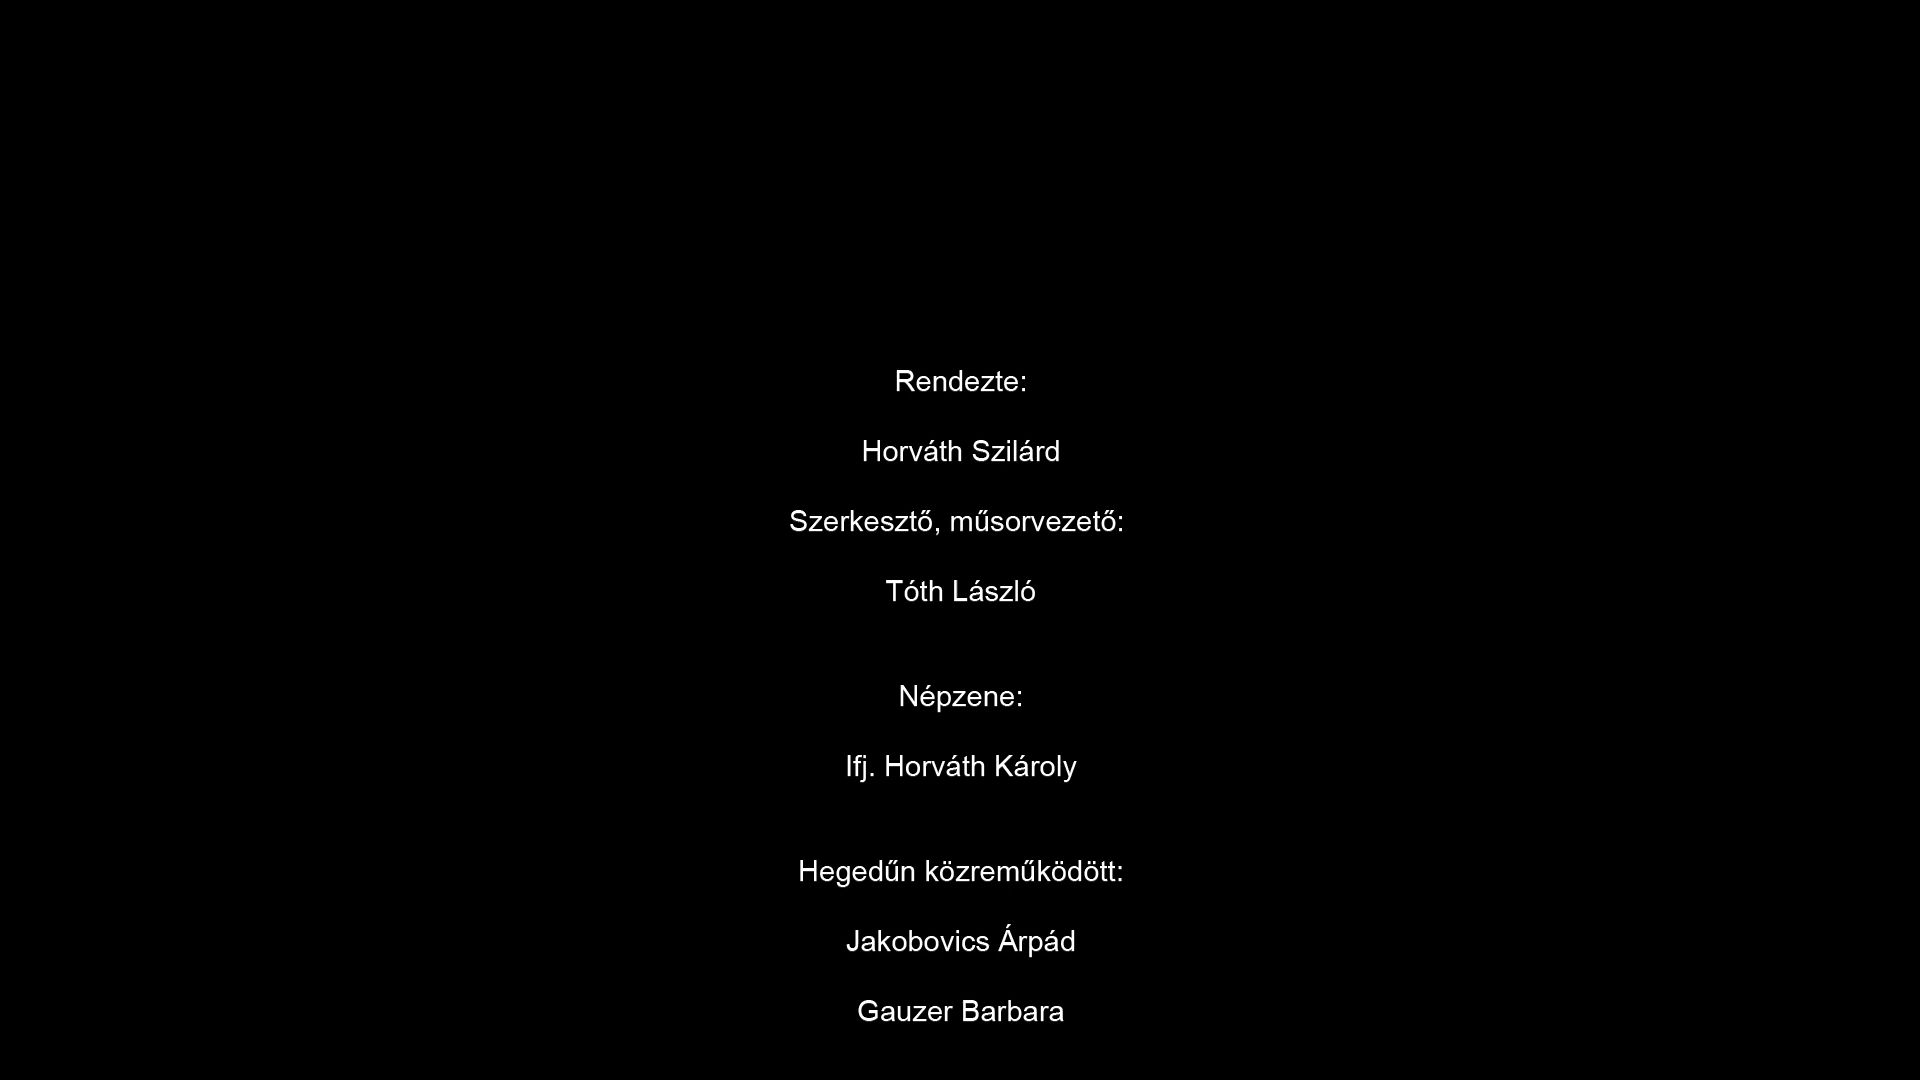 Rendezte:
Horváth Szilárd
Szerkesztő, műsorvezető:
Tóth László
Népzene:
Ifj. Horváth Károly
Hegedűn közreműködött:
Jakobovics Árpád
Gauzer Barbara